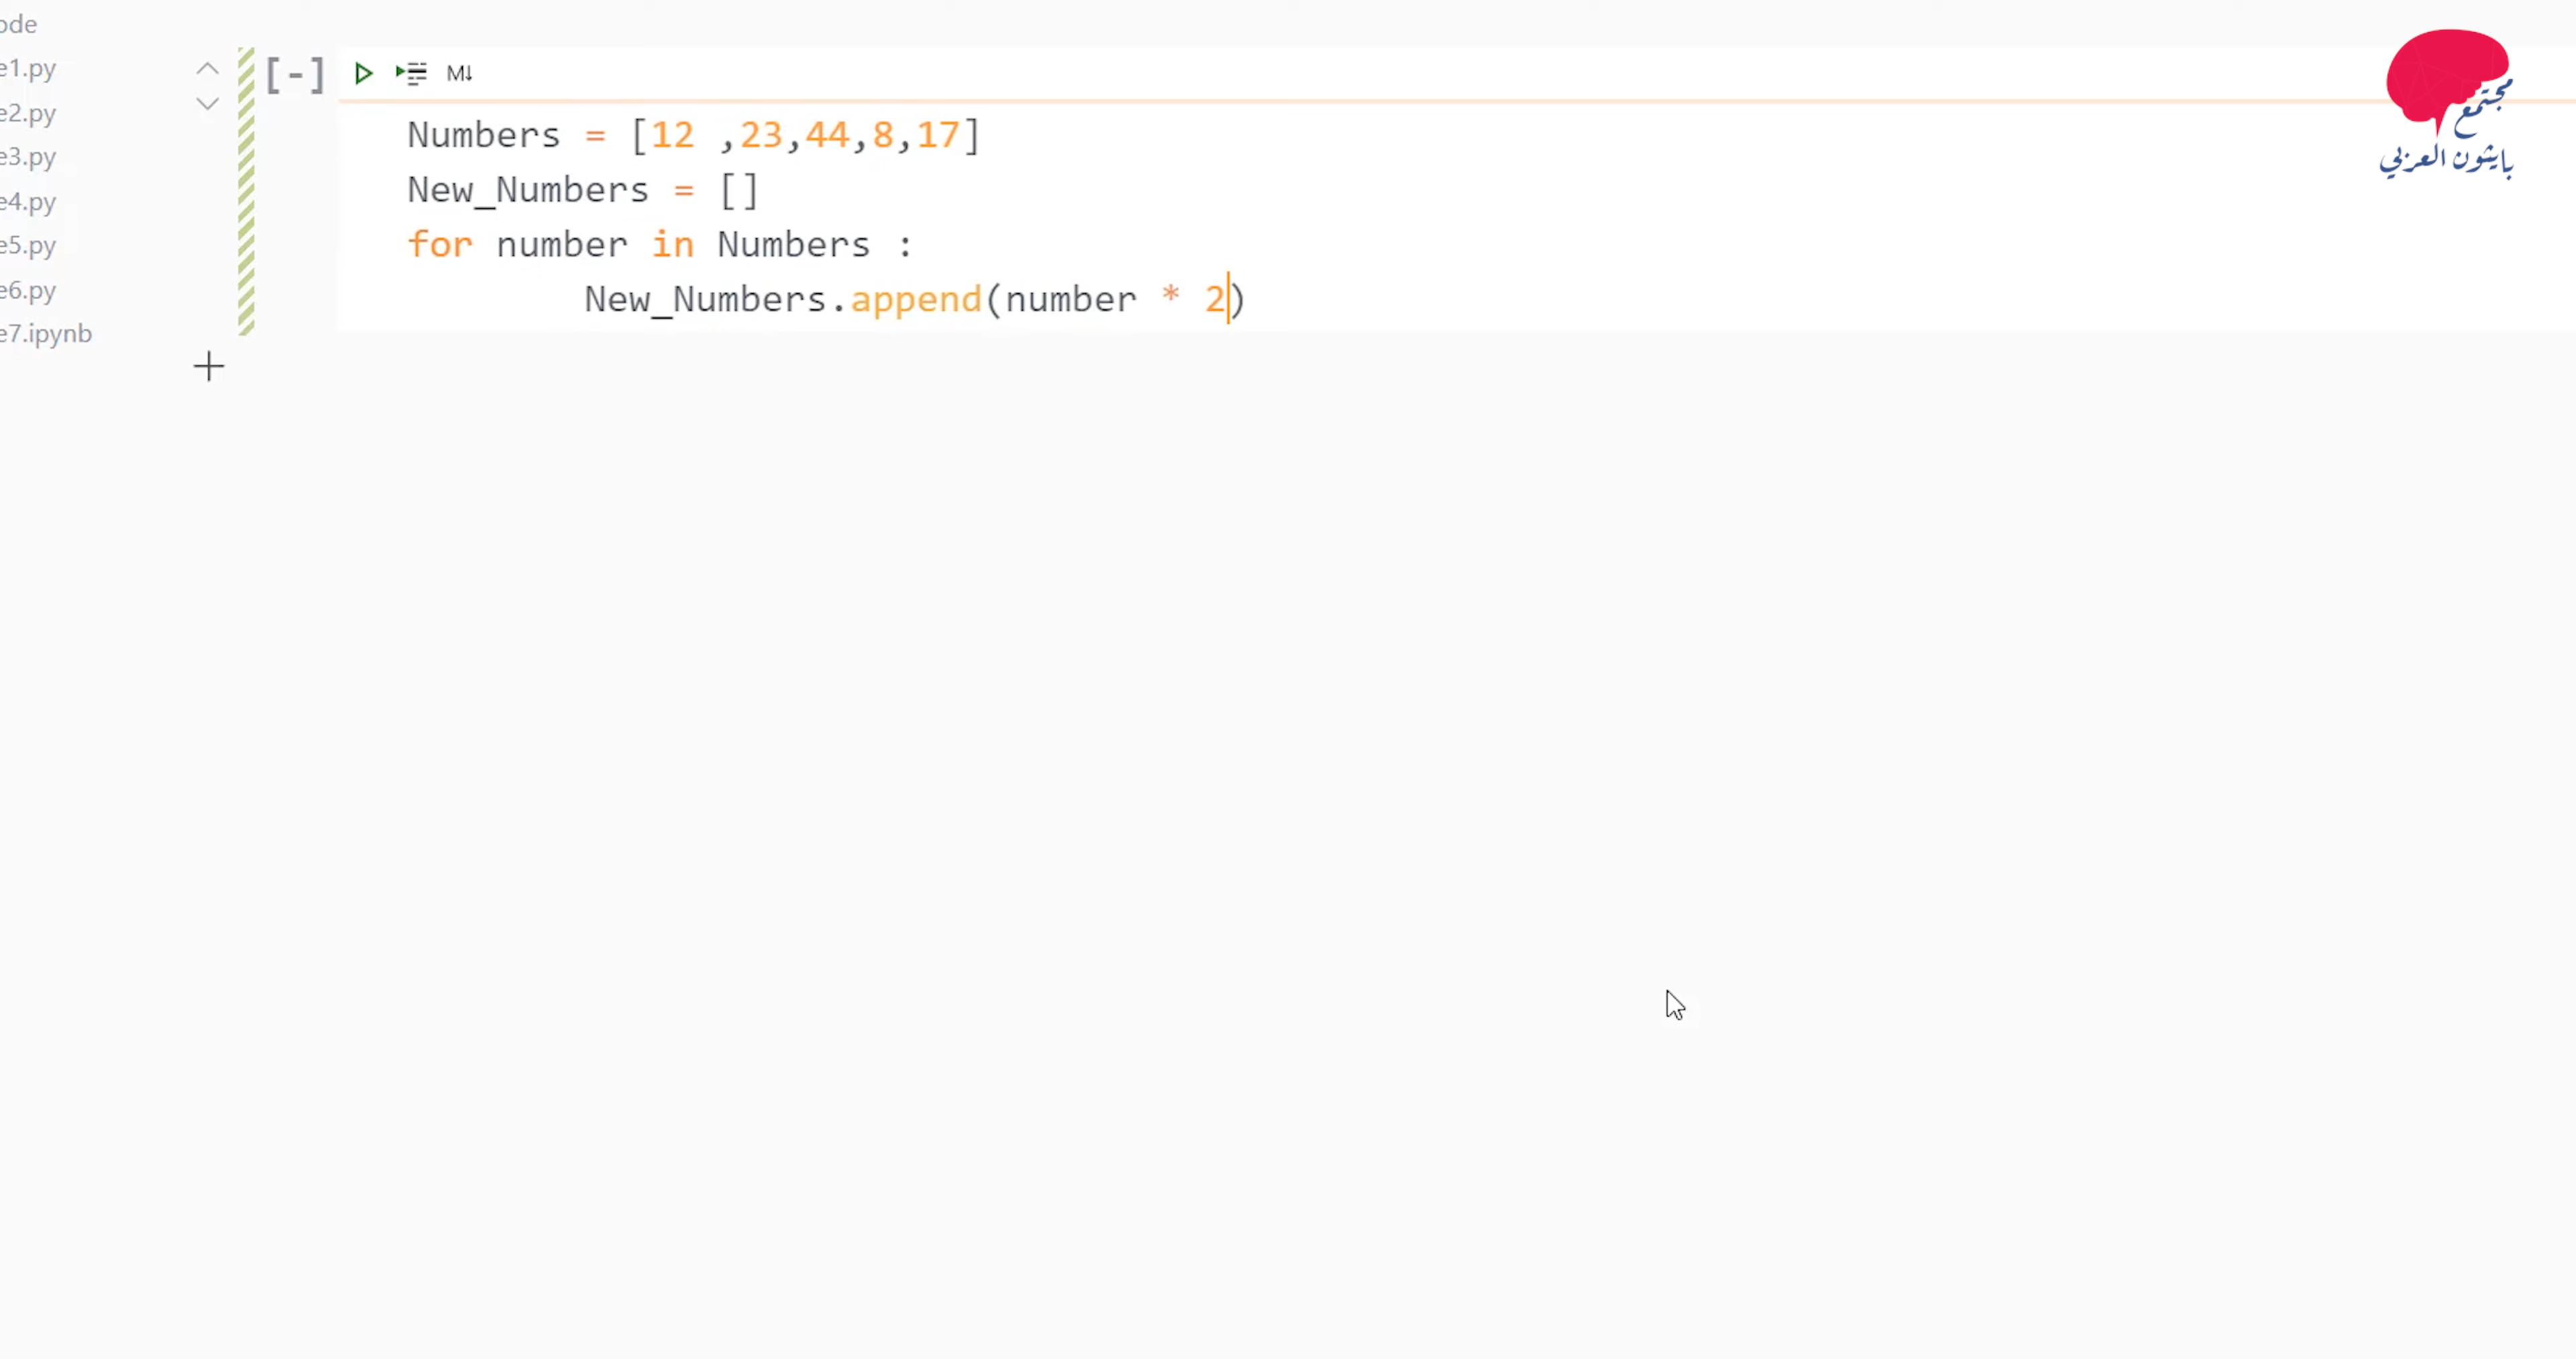 ode
e1.py
e2.py
e3.py
e4.py
e5.py
e6.py
e7.ipynb
[-] M↓
Numbers = [12 ,23,44,8,17]
New_Numbers = []
for number in Numbers :
        New_Numbers.append(number * 2)
مجتمع
بايثون العربي